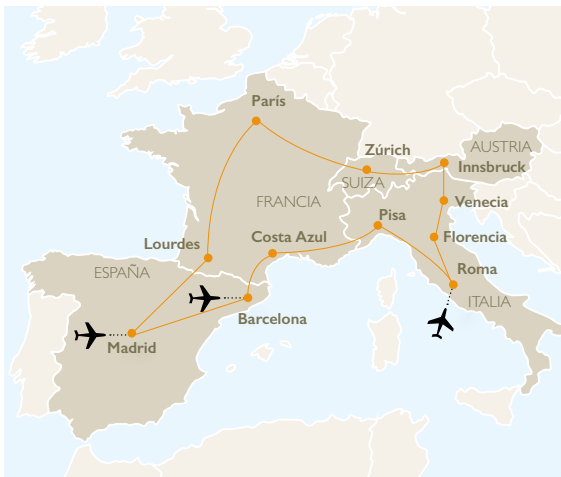 París
Zúrich
AUSTRIA
Innsbruck
SUIZA
FRANCIA
Venecia
Pisa
Costa Azul
Florencia
Lourdes
ESPAÑA
Roma
ITALIA
Barcelona
Madrid